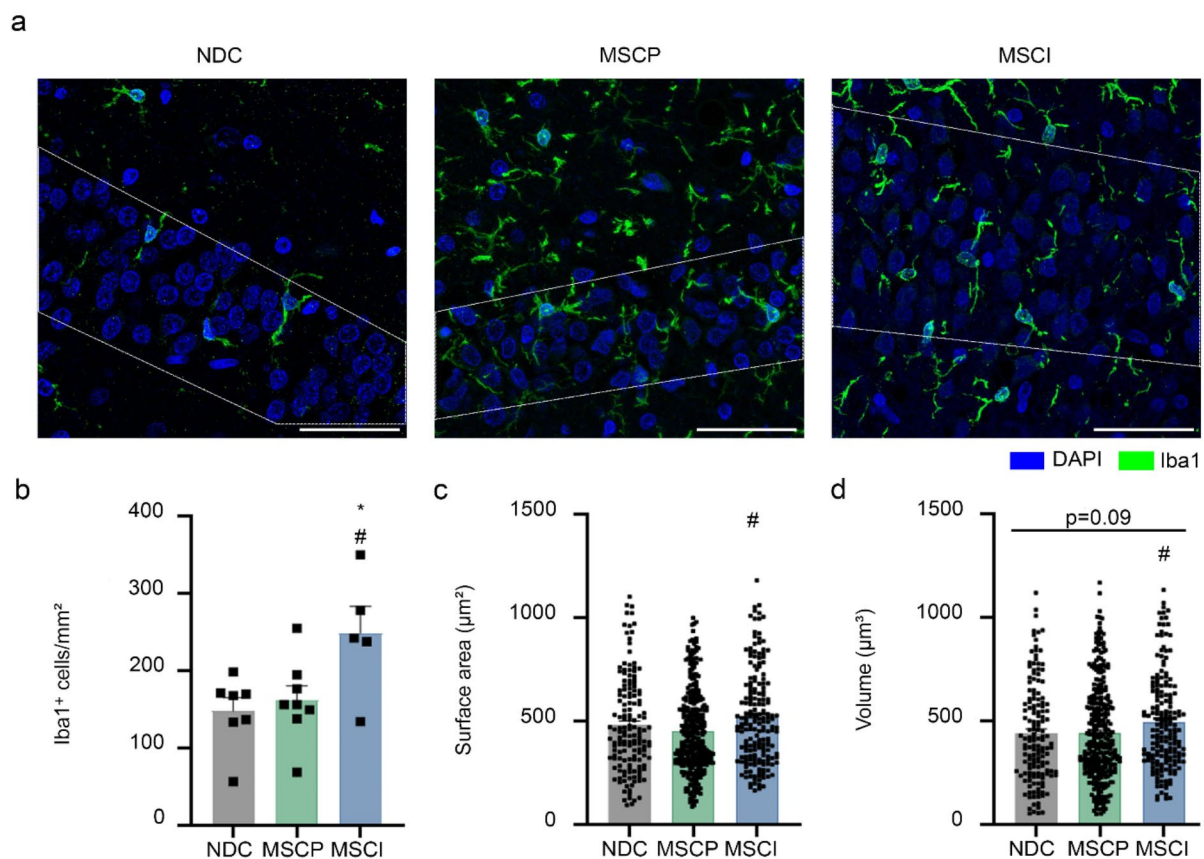 a
NDC MSCP MSCI
DAPI Iba1
b
Iba1⁺ cells/mm²
400
300
200
100
0
*
#
NDC MSCP MSCI
c
Surface area (µm²)
1500
1000
500
0
#
NDC MSCP MSCI
d
Volume (µm³)
1500
1000
500
0
p=0.09
#
NDC MSCP MSCI